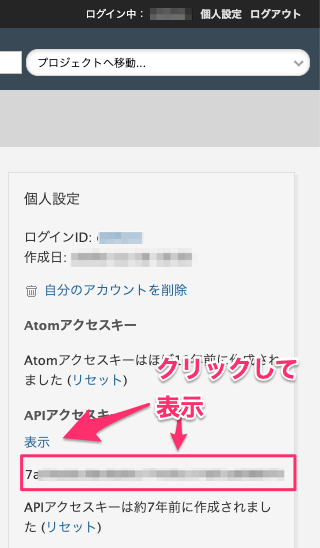 ログイン中： 個人設定 ログアウト
プロジェクトへ移動...
個人設定
ログインID:
作成日:
自分のアカウントを削除
Atomアクセスキー
Atomアクセスキーはほぼ1 年前に作成され
ました (リセット)
クリックして
表示
APIアクセスキー
表示
7a
APIアクセスキーは約7年前に作成されまし
た (リセット)